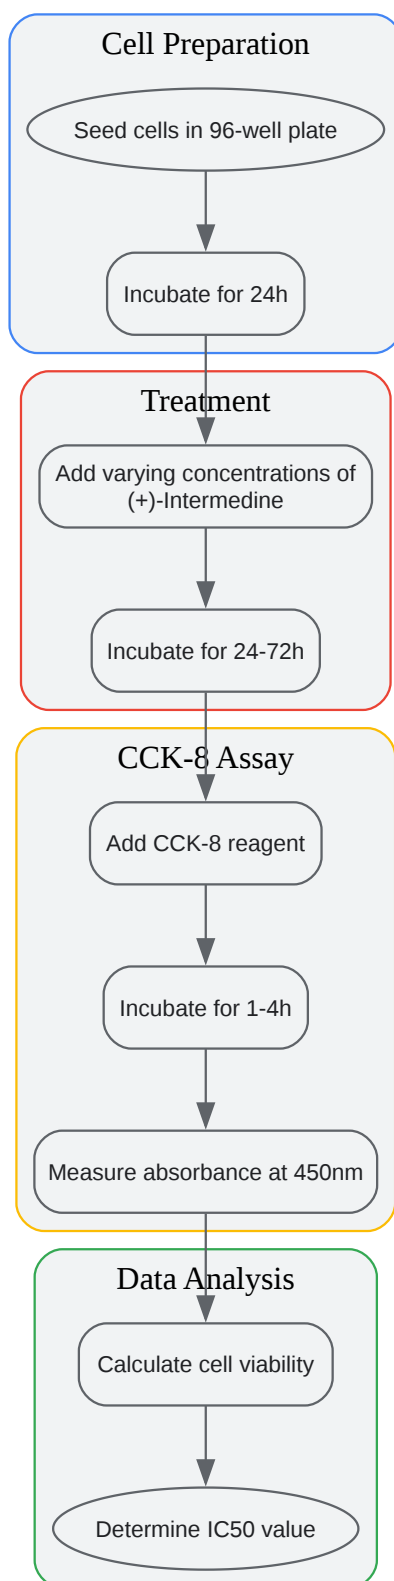 Cell Preparation
Seed cells in 96-well plate
Incubate for 24h
Treatment
Add varying concentrations of
(+)-Intermedine
Incubate for 24-72h
CCK-8 Assay
Add CCK-8 reagent
Incubate for 1-4h
Measure absorbance at 450nm
Data Analysis
Calculate cell viability
Determine IC50 value